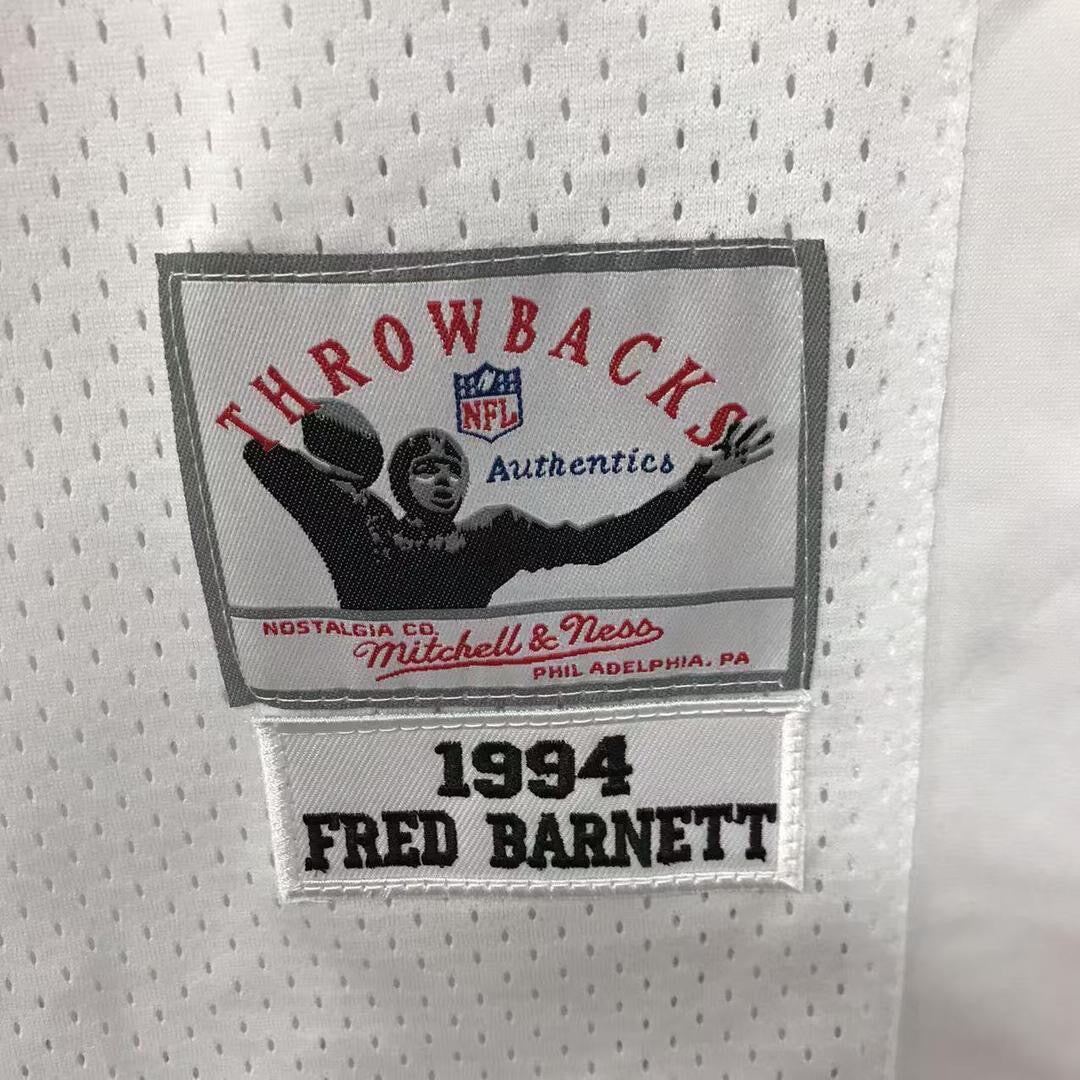 THROWBACKS
NFL
Authentics
NOSTALGIA CO.
Mitchell & Ness
PHILADELPHIA, PA
1994
FRED BARNETT